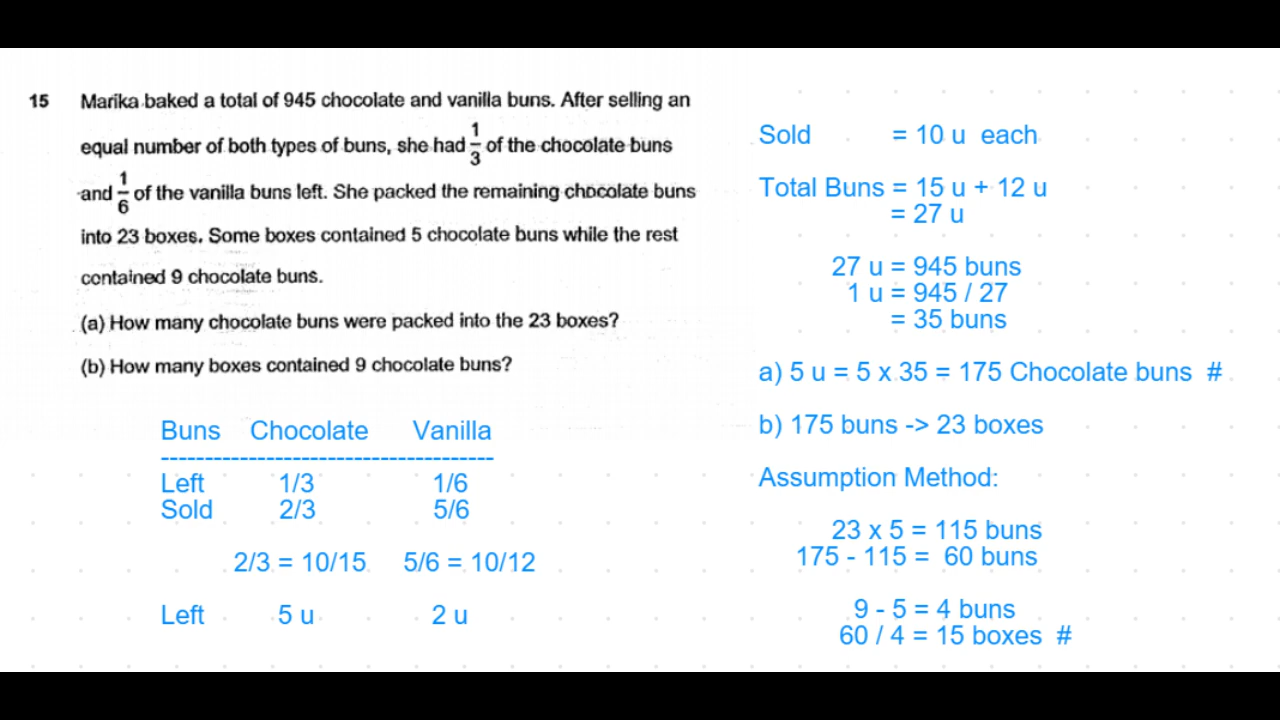 15 Marika baked a total of 945 chocolate and vanilla buns. After selling an
equal number of both types of buns, she had 1/3 of the chocolate buns
and 1/6 of the vanilla buns left. She packed the remaining chocolate buns
into 23 boxes. Some boxes contained 5 chocolate buns while the rest
contained 9 chocolate buns.
(a) How many chocolate buns were packed into the 23 boxes?
(b) How many boxes contained 9 chocolate buns?
Buns Chocolate Vanilla
-------------------------------------
Left 1/3 1/6
Sold 2/3 5/6
2/3 = 10/15 5/6 = 10/12
Left 5 u 2 u
Sold = 10 u each
Total Buns = 15 u + 12 u
= 27 u
27 u = 945 buns
1 u = 945 / 27
= 35 buns
a) 5 u = 5 x 35 = 175 Chocolate buns #
b) 175 buns -> 23 boxes
Assumption Method:
23 x 5 = 115 buns
175 - 115 = 60 buns
9 - 5 = 4 buns
60 / 4 = 15 boxes #